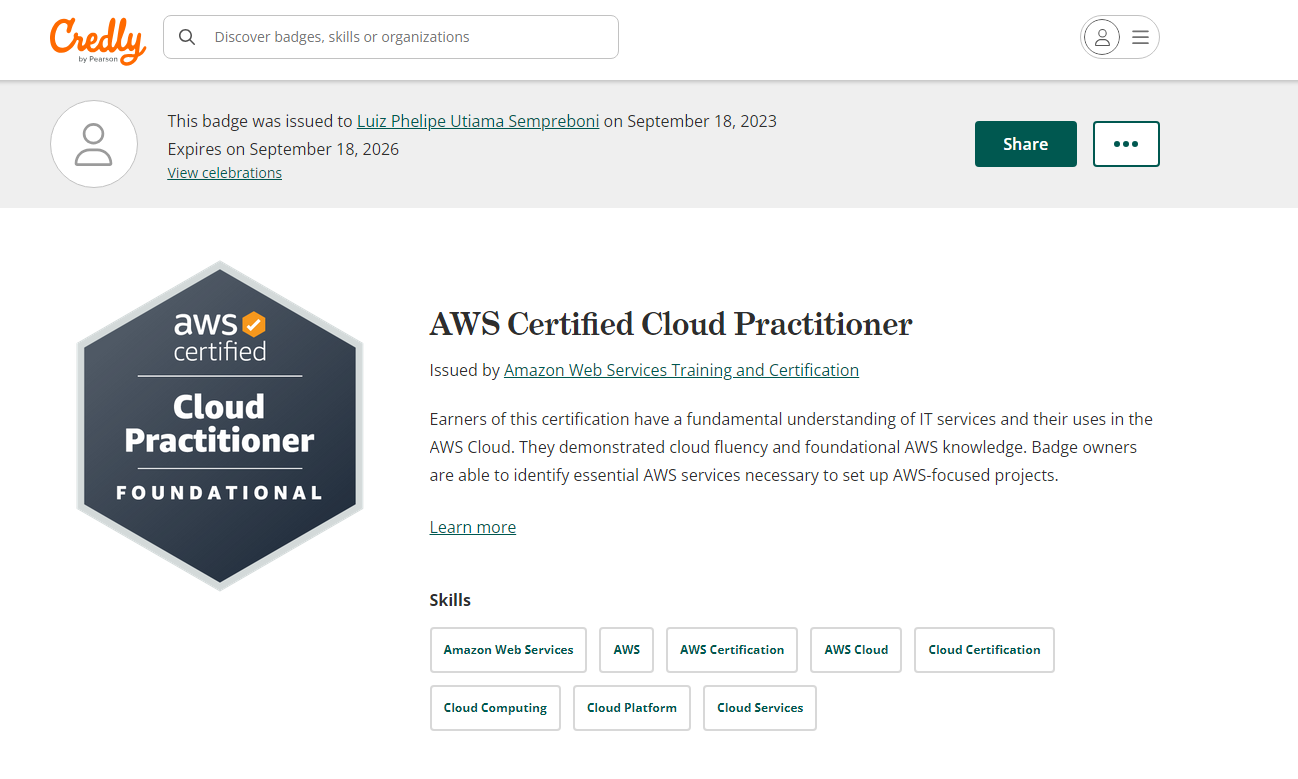 Credly
by Pearson
Discover badges, skills or organizations
This badge was issued to Luiz Phelipe Utiama Sempreboni on September 18, 2023
Expires on September 18, 2026
View celebrations
Share
aws
certified
Cloud
Practitioner
FOUNDATIONAL
AWS Certified Cloud Practitioner
Issued by Amazon Web Services Training and Certification
Earners of this certification have a fundamental understanding of IT services and their uses in the
AWS Cloud. They demonstrated cloud fluency and foundational AWS knowledge. Badge owners
are able to identify essential AWS services necessary to set up AWS-focused projects.
Learn more
Skills
Amazon Web Services AWS AWS Certification AWS Cloud Cloud Certification
Cloud Computing Cloud Platform Cloud Services